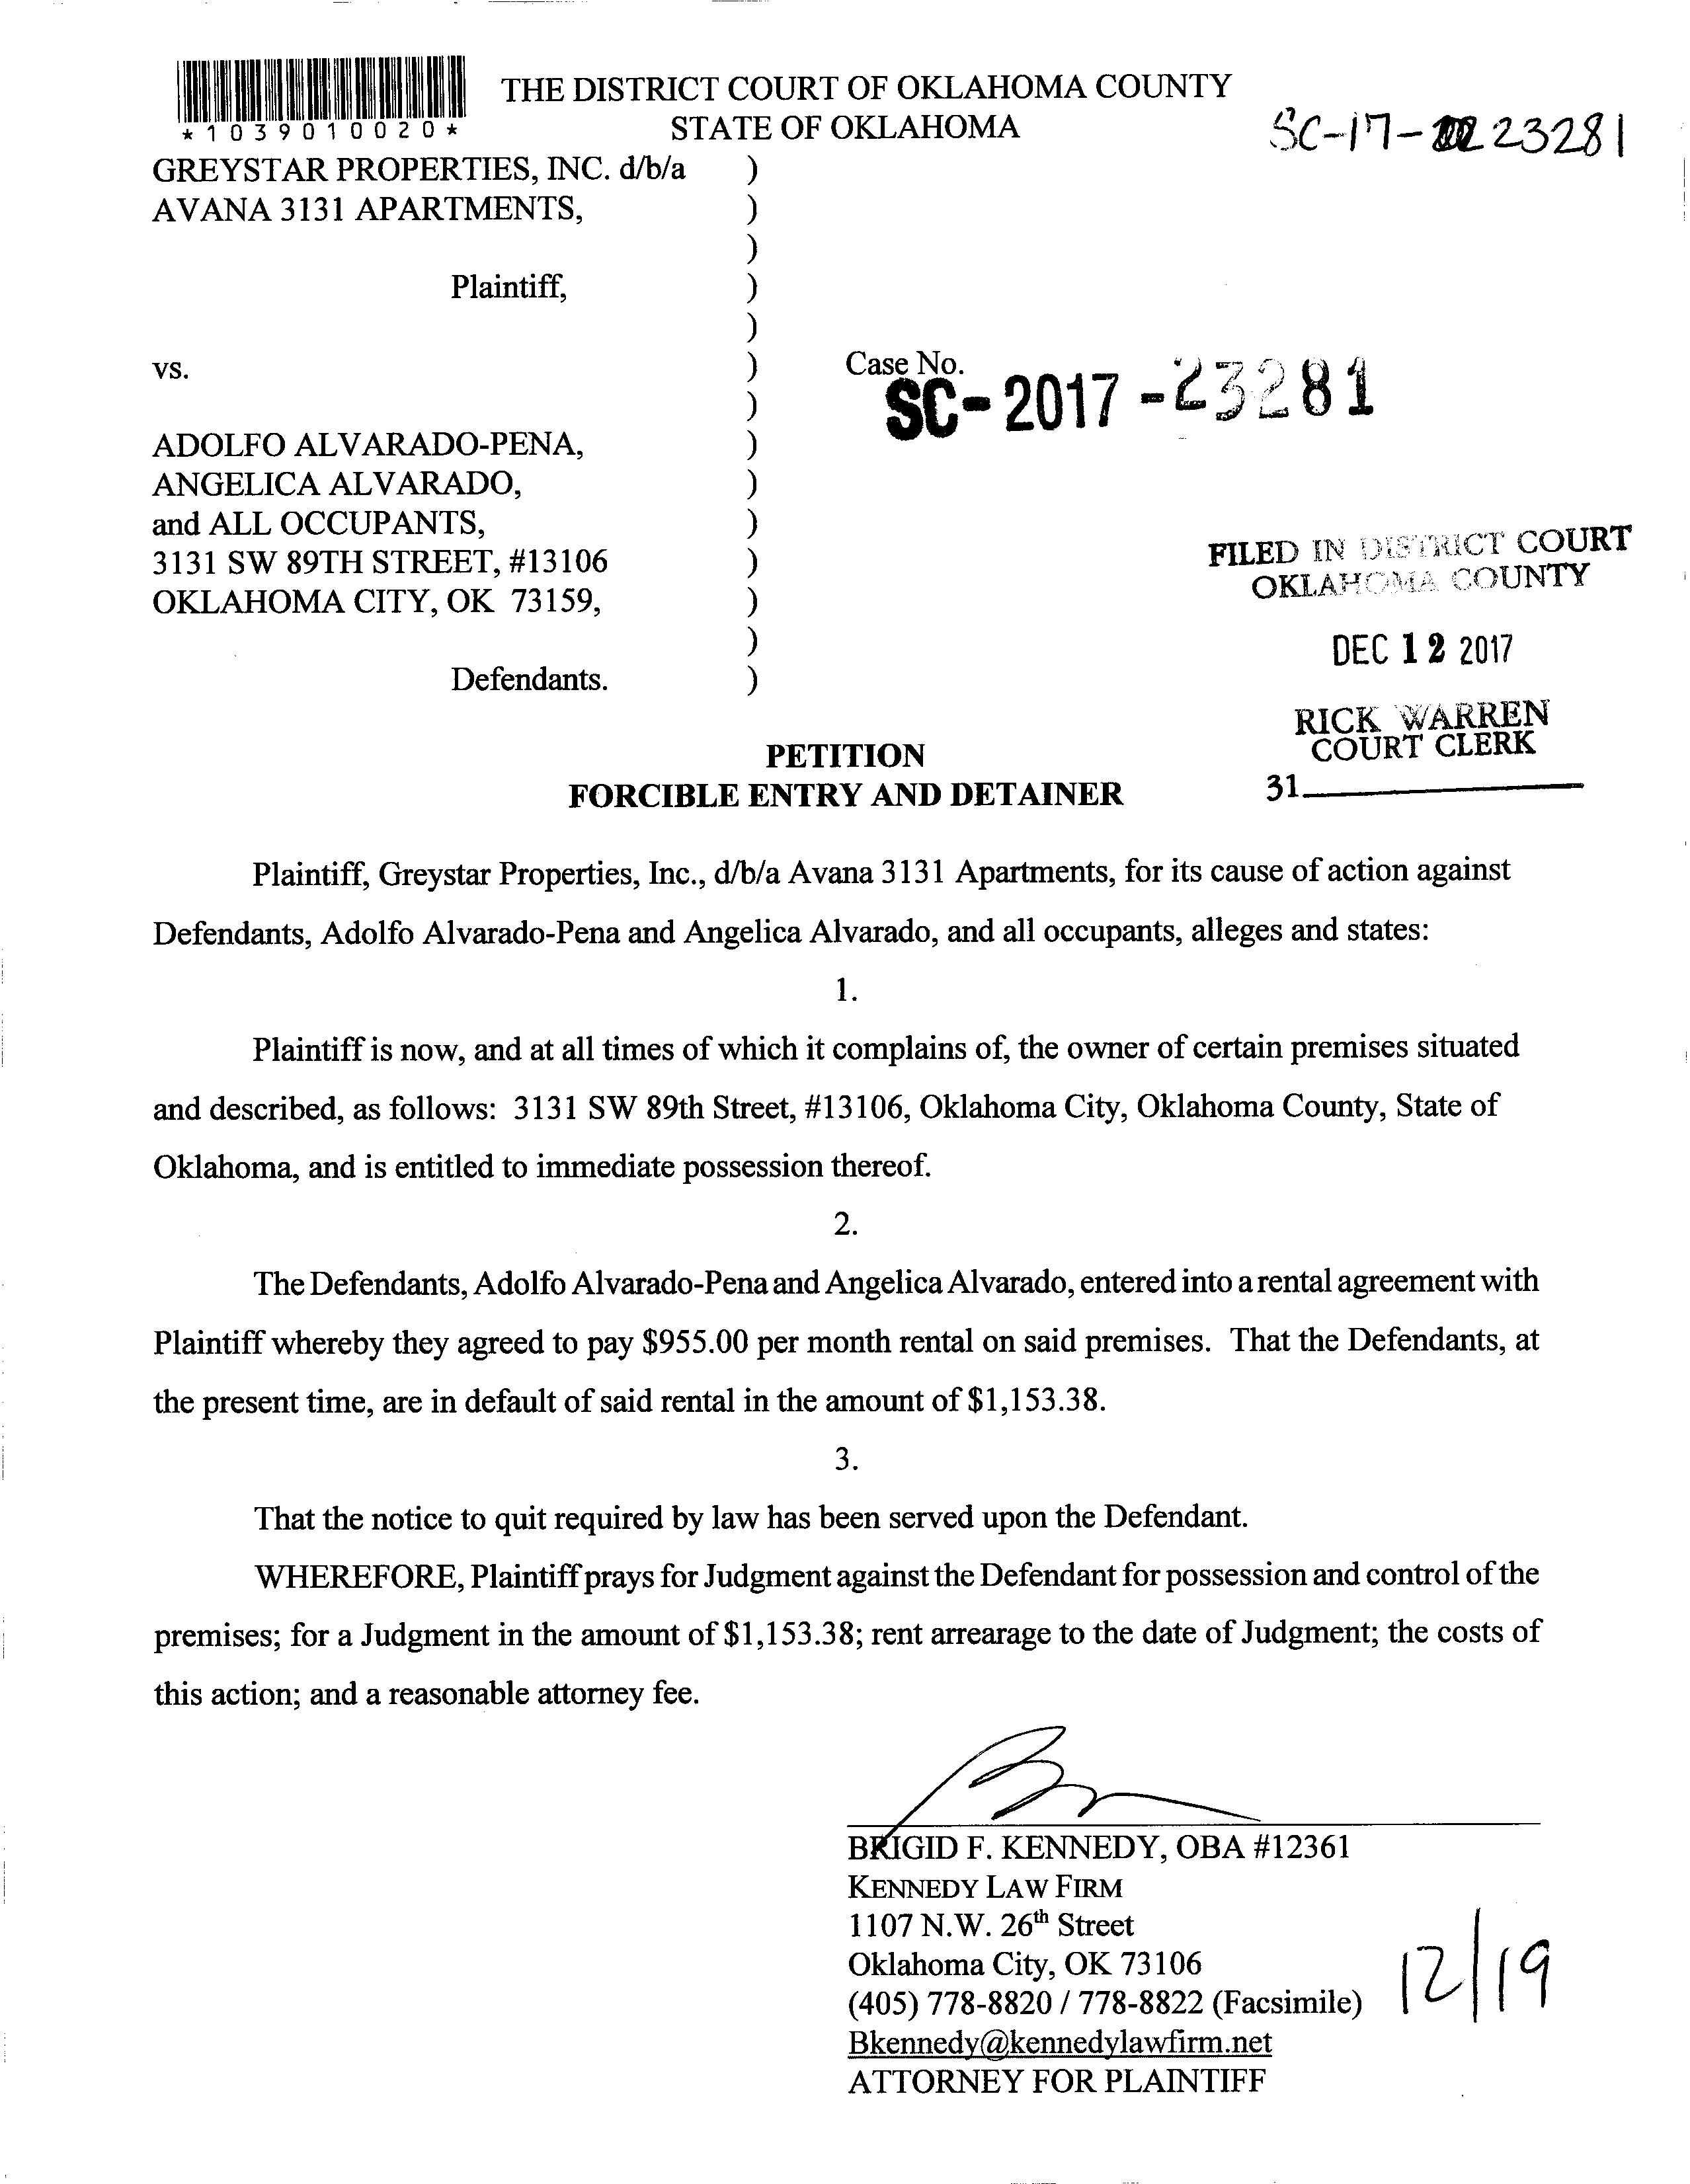 THE DISTRICT COURT OF OKLAHOMA COUNTY
*1039010020*
STATE OF OKLAHOMA
SC-17-23281
GREYSTAR PROPERTIES, INC. d/b/a )
AVANA 3131 APARTMENTS, )
)
Plaintiff, )
)
vs. )
Case No.
SC-2017-23281
)
ADOLFO ALVARADO-PENA, )
ANGELICA ALVARADO, )
and ALL OCCUPANTS, )
3131 SW 89TH STREET, #13106 )
OKLAHOMA CITY, OK 73159, )
)
Defendants. )
FILED IN DISTRICT COURT
OKLAHOMA COUNTY
DEC 12 2017
RICK WARREN
COURT CLERK
31
PETITION
FORCIBLE ENTRY AND DETAINER
Plaintiff, Greystar Properties, Inc., d/b/a Avana 3131 Apartments, for its cause of action against
Defendants, Adolfo Alvarado-Pena and Angelica Alvarado, and all occupants, alleges and states:
1.
Plaintiff is now, and at all times of which it complains of, the owner of certain premises situated
and described, as follows: 3131 SW 89th Street, #13106, Oklahoma City, Oklahoma County, State of
Oklahoma, and is entitled to immediate possession thereof.
2.
The Defendants, Adolfo Alvarado-Pena and Angelica Alvarado, entered into a rental agreement with
Plaintiff whereby they agreed to pay $955.00 per month rental on said premises. That the Defendants, at
the present time, are in default of said rental in the amount of $1,153.38.
3.
That the notice to quit required by law has been served upon the Defendant.
WHEREFORE, Plaintiff prays for Judgment against the Defendant for possession and control of the
premises; for a Judgment in the amount of $1,153.38; rent arrearage to the date of Judgment; the costs of
this action; and a reasonable attorney fee.
BRIGID F. KENNEDY, OBA #12361
KENNEDY LAW FIRM
1107 N.W. 26th Street
Oklahoma City, OK 73106
(405) 778-8820 / 778-8822 (Facsimile)
Bkennedy@kennedylawfirm.net
ATTORNEY FOR PLAINTIFF
12/19